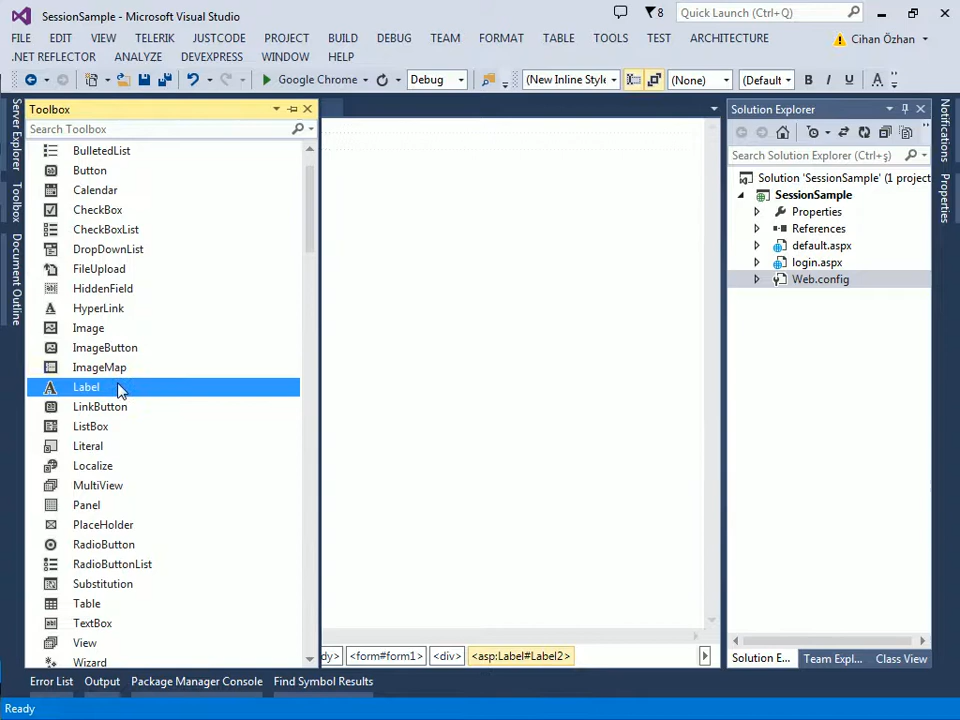 SessionSample - Microsoft Visual Studio
8
Quick Launch (Ctrl+Q)
FILE EDIT VIEW TELERIK JUSTCODE PROJECT BUILD DEBUG TEAM FORMAT TABLE TOOLS TEST ARCHITECTURE
Cihan Özhan
.NET REFLECTOR ANALYZE DEVEXPRESS WINDOW HELP
Google Chrome
Debug
(New Inline Style
(None)
(Default
B I U A
Server Explorer
Toolbox
Document Outline
Toolbox
Search Toolbox
BulletedList
Button
Calendar
CheckBox
CheckBoxList
DropDownList
FileUpload
HiddenField
HyperLink
Image
ImageButton
ImageMap
Label
LinkButton
ListBox
Literal
Localize
MultiView
Panel
PlaceHolder
RadioButton
RadioButtonList
Substitution
Table
TextBox
View
Wizard
dy> <form#form1> <div> <asp:Label#Label2>
Solution Explorer
Search Solution Explorer (Ctrl+ş)
Solution 'SessionSample' (1 project
SessionSample
Properties
References
default.aspx
login.aspx
Web.config
Solution E... Team Expl... Class View
Notifications
Properties
Error List Output Package Manager Console Find Symbol Results
Ready